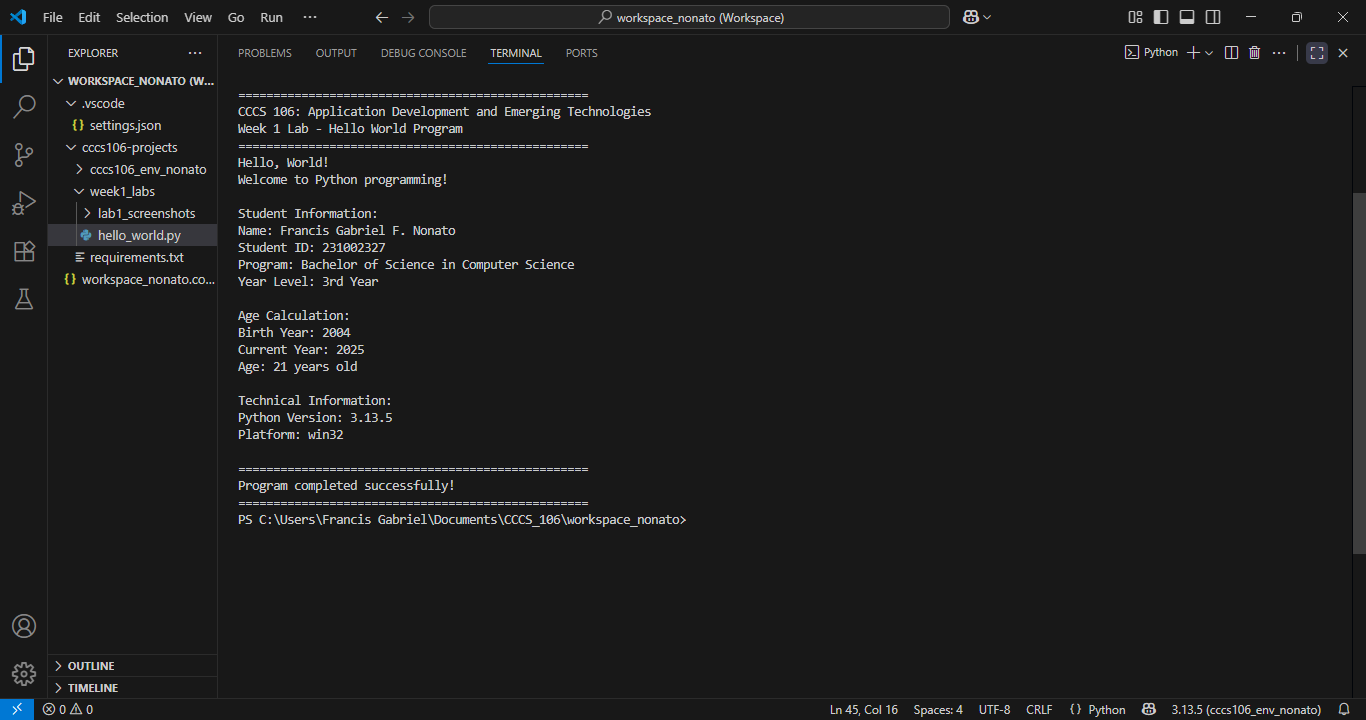 File Edit Selection View Go Run ··· workspace_nonato (Workspace)
EXPLORER ···
WORKSPACE_NONATO (W...
.vscode
{} settings.json
cccs106-projects
cccs106_env_nonato
week1_labs
lab1_screenshots
hello_world.py
requirements.txt
{} workspace_nonato.co...
OUTLINE
TIMELINE
PROBLEMS OUTPUT DEBUG CONSOLE TERMINAL PORTS Python ···
==================================================
CCCS 106: Application Development and Emerging Technologies
Week 1 Lab - Hello World Program
==================================================
Hello, World!
Welcome to Python programming!
Student Information:
Name: Francis Gabriel F. Nonato
Student ID: 231002327
Program: Bachelor of Science in Computer Science
Year Level: 3rd Year
Age Calculation:
Birth Year: 2004
Current Year: 2025
Age: 21 years old
Technical Information:
Python Version: 3.13.5
Platform: win32
==================================================
Program completed successfully!
==================================================
PS C:\Users\Francis Gabriel\Documents\CCCS_106\workspace_nonato>
0 0 Ln 45, Col 16 Spaces: 4 UTF-8 CRLF {} Python 3.13.5 (cccs106_env_nonato)